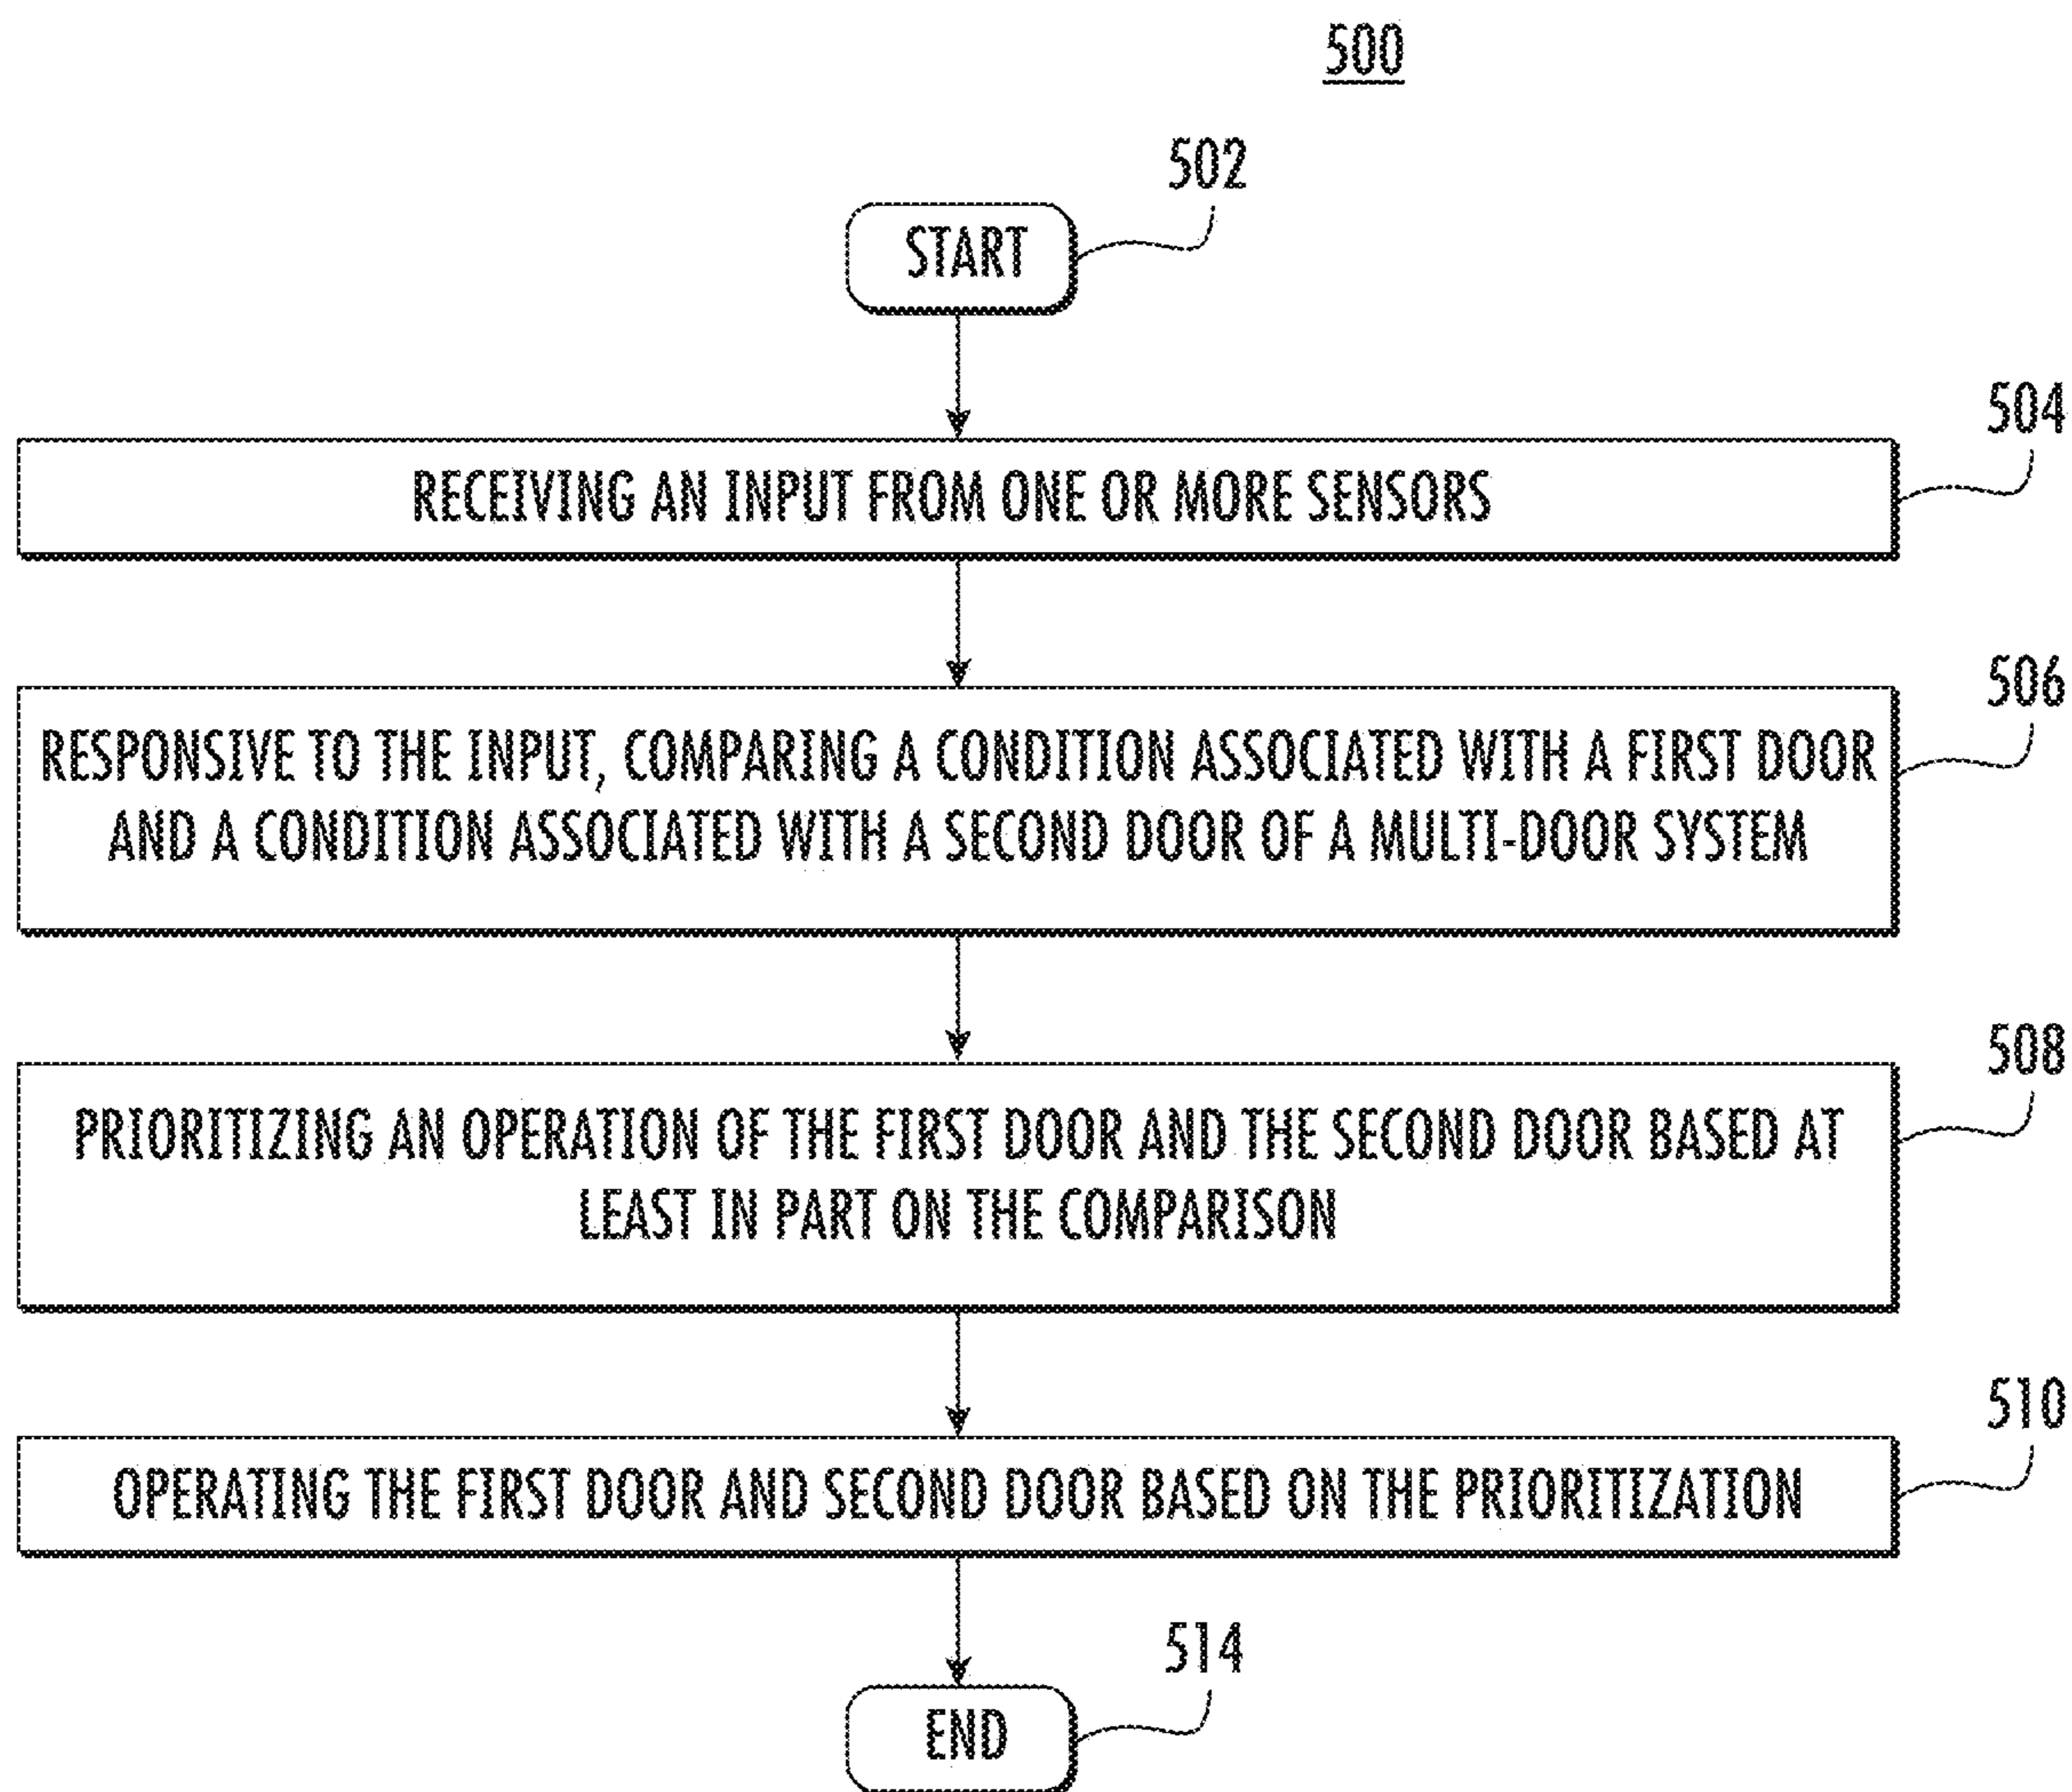 500
502
START
504
RECEIVING AN INPUT FROM ONE OR MORE SENSORS
506
RESPONSIVE TO THE INPUT, COMPARING A CONDITION ASSOCIATED WITH A FIRST DOOR
AND A CONDITION ASSOCIATED WITH A SECOND DOOR OF A MULTI-DOOR SYSTEM
508
PRIORITIZING AN OPERATION OF THE FIRST DOOR AND THE SECOND DOOR BASED AT
LEAST IN PART ON THE COMPARISON
510
OPERATING THE FIRST DOOR AND SECOND DOOR BASED ON THE PRIORITIZATION
514
END